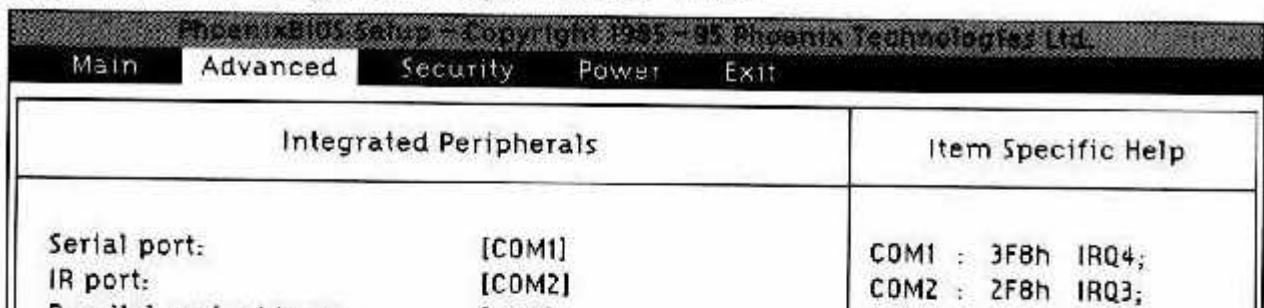 PhoenixBIOS Setup - Copyright 1985-95 Phoenix Technologies Ltd.
Main Advanced Security Power Exit
Integrated Peripherals
Item Specific Help
Serial port: [COM1]
COM1 : 3F8h IRQ4;
IR port: [COM2]
COM2 : 2F8h IRQ3;